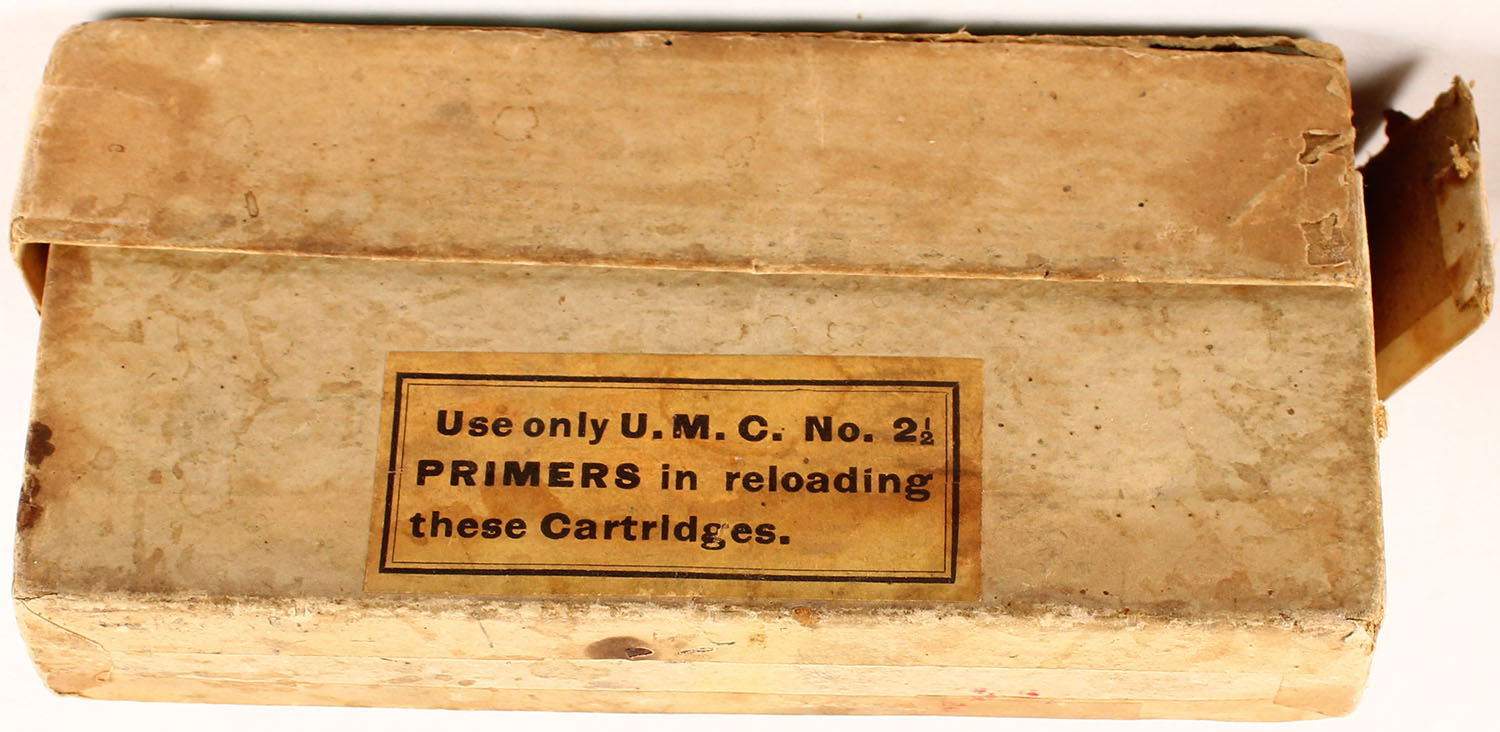 Use only U. M. C. No. 2½
PRIMERS in reloading
these Cartridges.